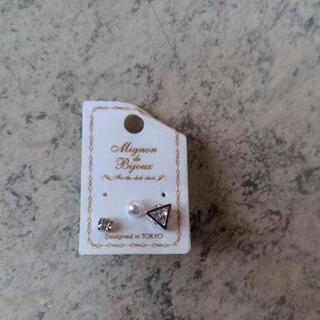 Mignon
de
Bijoux
Designed in TOKYO